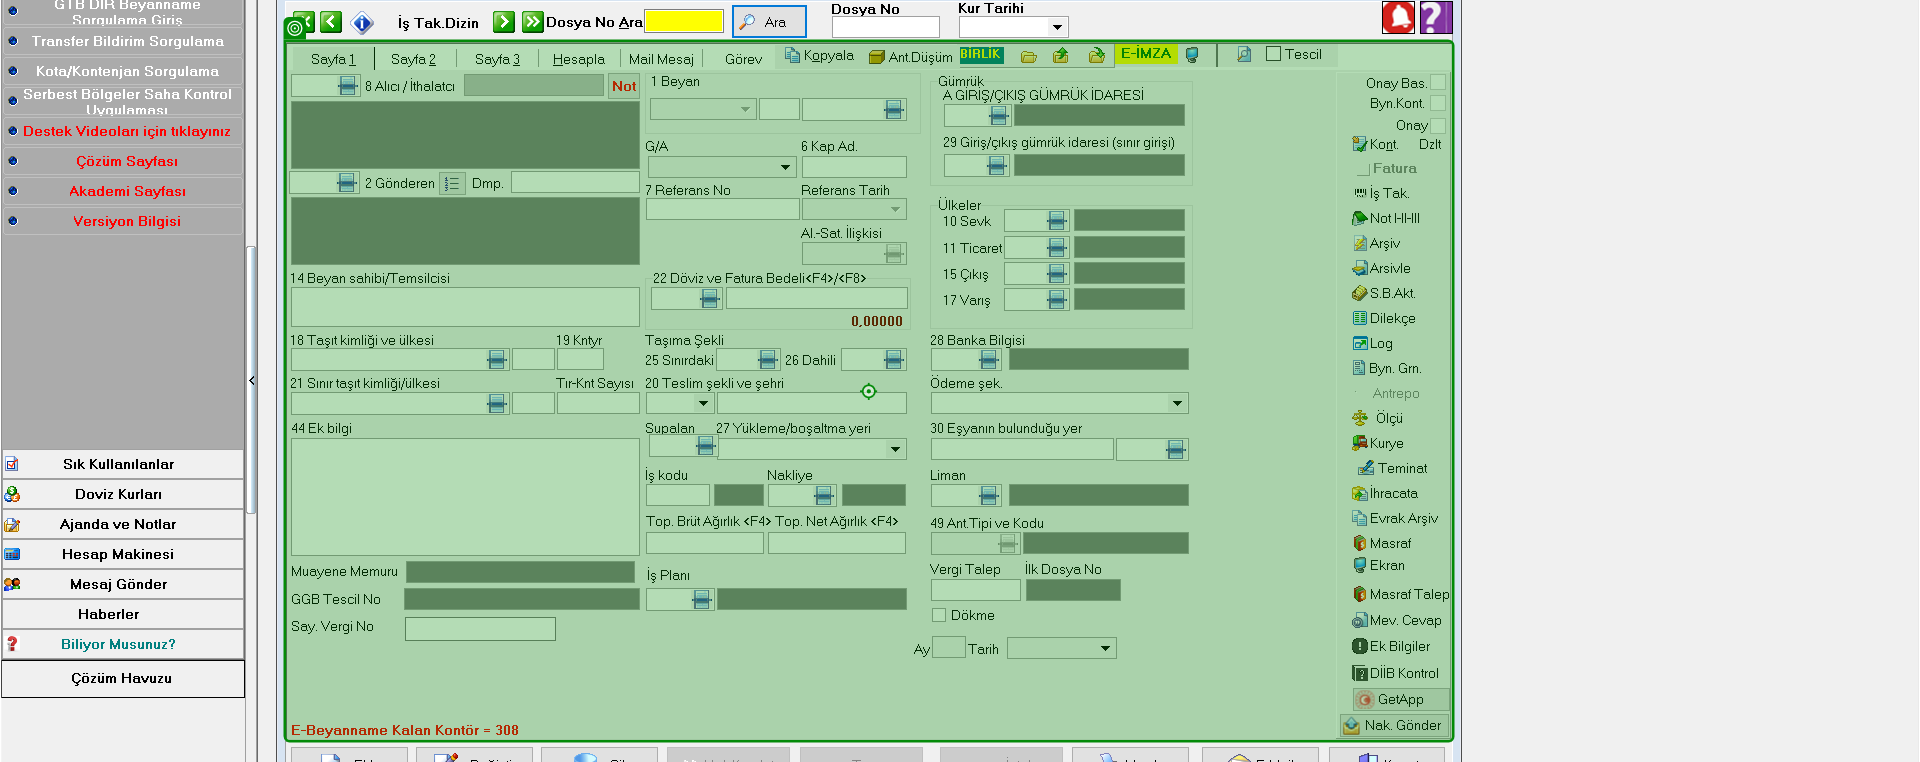 GTB DIR Beyanname
Sorgulama Giriş
Transfer Bildirim Sorgulama
Kota/Kontenjan Sorgulama
Serbest Bölgeler Saha Kontrol
Uygulaması
Destek Videoları için tıklayınız
Çözüm Sayfası
Akademi Sayfası
Versiyon Bilgisi
Sık Kullanılanlar
Doviz Kurları
Ajanda ve Notlar
Hesap Makinesi
Mesaj Gönder
Haberler
Biliyor Musunuz?
Çözüm Havuzu
İş Tak.Dizin
Dosya No Ara
Ara
Dosya No
Kur Tarihi
Sayfa 1
Sayfa 2
Sayfa 3
Hesapla
Mail Mesaj
Görev
Kopyala
Ant.Düşüm
BİRLİK
E-İMZA
Tescil
8 Alıcı / İthalatcı
Not
1 Beyan
Gümrük
A GİRİŞ/ÇIKIŞ GÜMRÜK İDARESİ
29 Giriş/çıkış gümrük idaresi (sınır girişi)
G/A
6 Kap Ad.
2 Gönderen
Dmp.
7 Referans No
Referans Tarih
Al.-Sat. İlişkisi
Ülkeler
10 Sevk
11 Ticaret
15 Çıkış
17 Varış
14 Beyan sahibi/Temsilcisi
22 Döviz ve Fatura Bedeli<F4>/<F8>
0,00000
18 Taşıt kimliği ve ülkesi
19 Kntyr
Taşıma Şekli
25 Sınırdaki
26 Dahili
28 Banka Bilgisi
21 Sınır taşıt kimliği/ülkesi
Tır-Knt Sayısı
20 Teslim şekli ve şehri
Ödeme şek.
44 Ek bilgi
Supalan
27 Yükleme/boşaltma yeri
30 Eşyanın bulunduğu yer
İş kodu
Nakliye
Liman
Top. Brüt Ağırlık <F4>
Top. Net Ağırlık <F4>
49 Ant.Tipi ve Kodu
Muayene Memuru
İş Planı
Vergi Talep
İlk Dosya No
GGB Tescil No
Dökme
Say. Vergi No
Ay
Tarih
E-Beyanname Kalan Kontör = 308
Onay Bas.
Byn.Kont.
Onay
Kont.
Dzlt
Fatura
İş Tak.
Not I-II-III
Arşiv
Arsivle
S.B.Akt.
Dilekçe
Log
Byn. Grn.
Antrepo
Ölçü
Kurye
Teminat
İhracata
Evrak Arşiv
Masraf
Ekran
Masraf Talep
Mev. Cevap
Ek Bilgiler
DİİB Kontrol
GetApp
Nak. Gönder